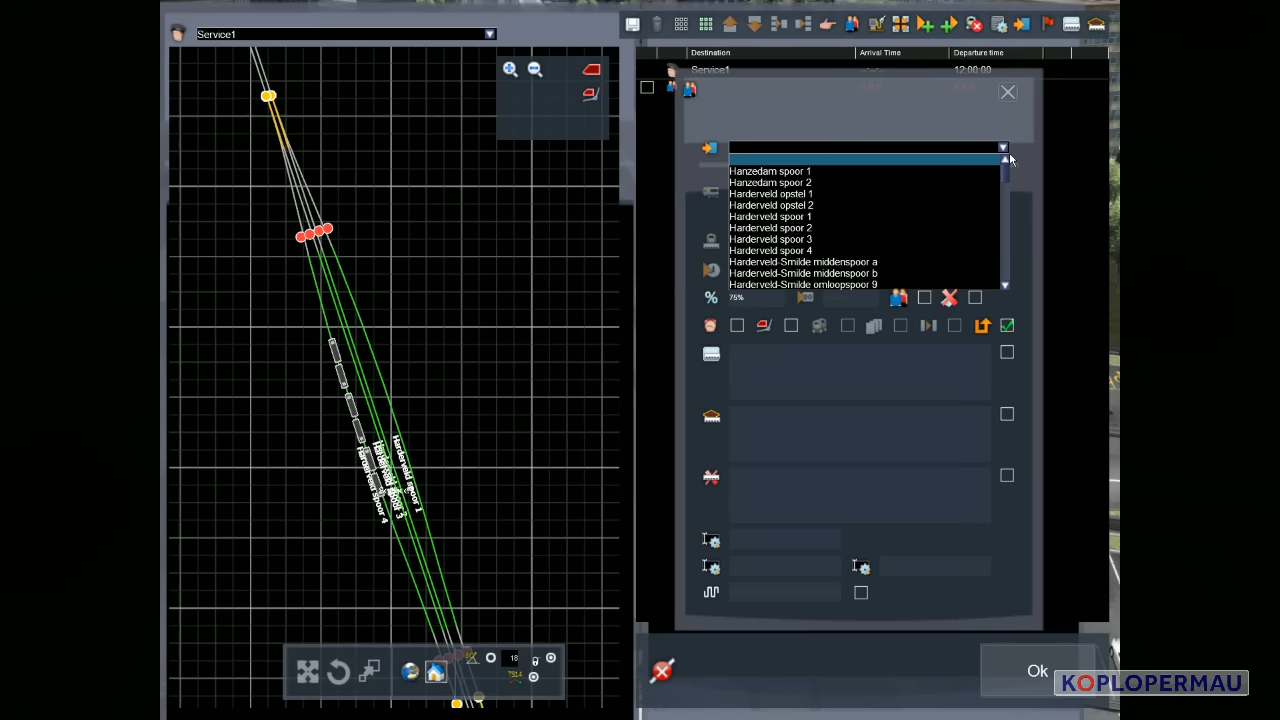 Service1
Destination
Arrival Time
Departure time
Service1
12:00:00
Hanzedam spoor 1
Hanzedam spoor 2
Harderveld opstel 1
Harderveld opstel 2
Harderveld spoor 1
Harderveld spoor 2
Harderveld spoor 3
Harderveld spoor 4
Harderveld-Smilde middenspoor a
Harderveld-Smilde middenspoor b
Harderveld-Smilde omloopspoor 9
%
75%
Harderveld spoor 1
Harderveld spoor 3
Harderveld spoor 4
18
TS14
Ok
KOPLOPERMAU